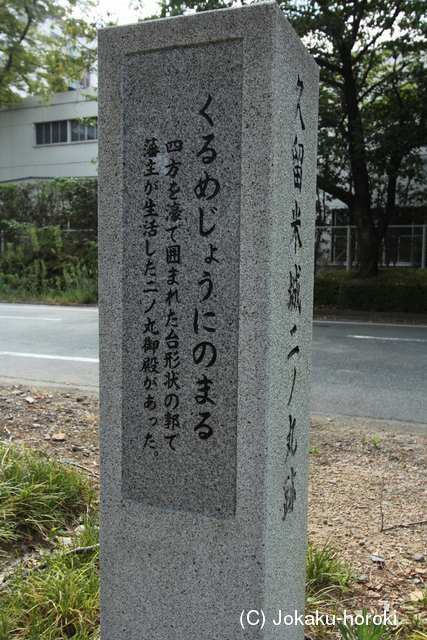 久留米城二ノ丸跡
くるめじょうにのまる
四方を濠で囲まれた台形状の郭で
藩主が生活した二ノ丸御殿があった。
(C) Jokaku-horoki